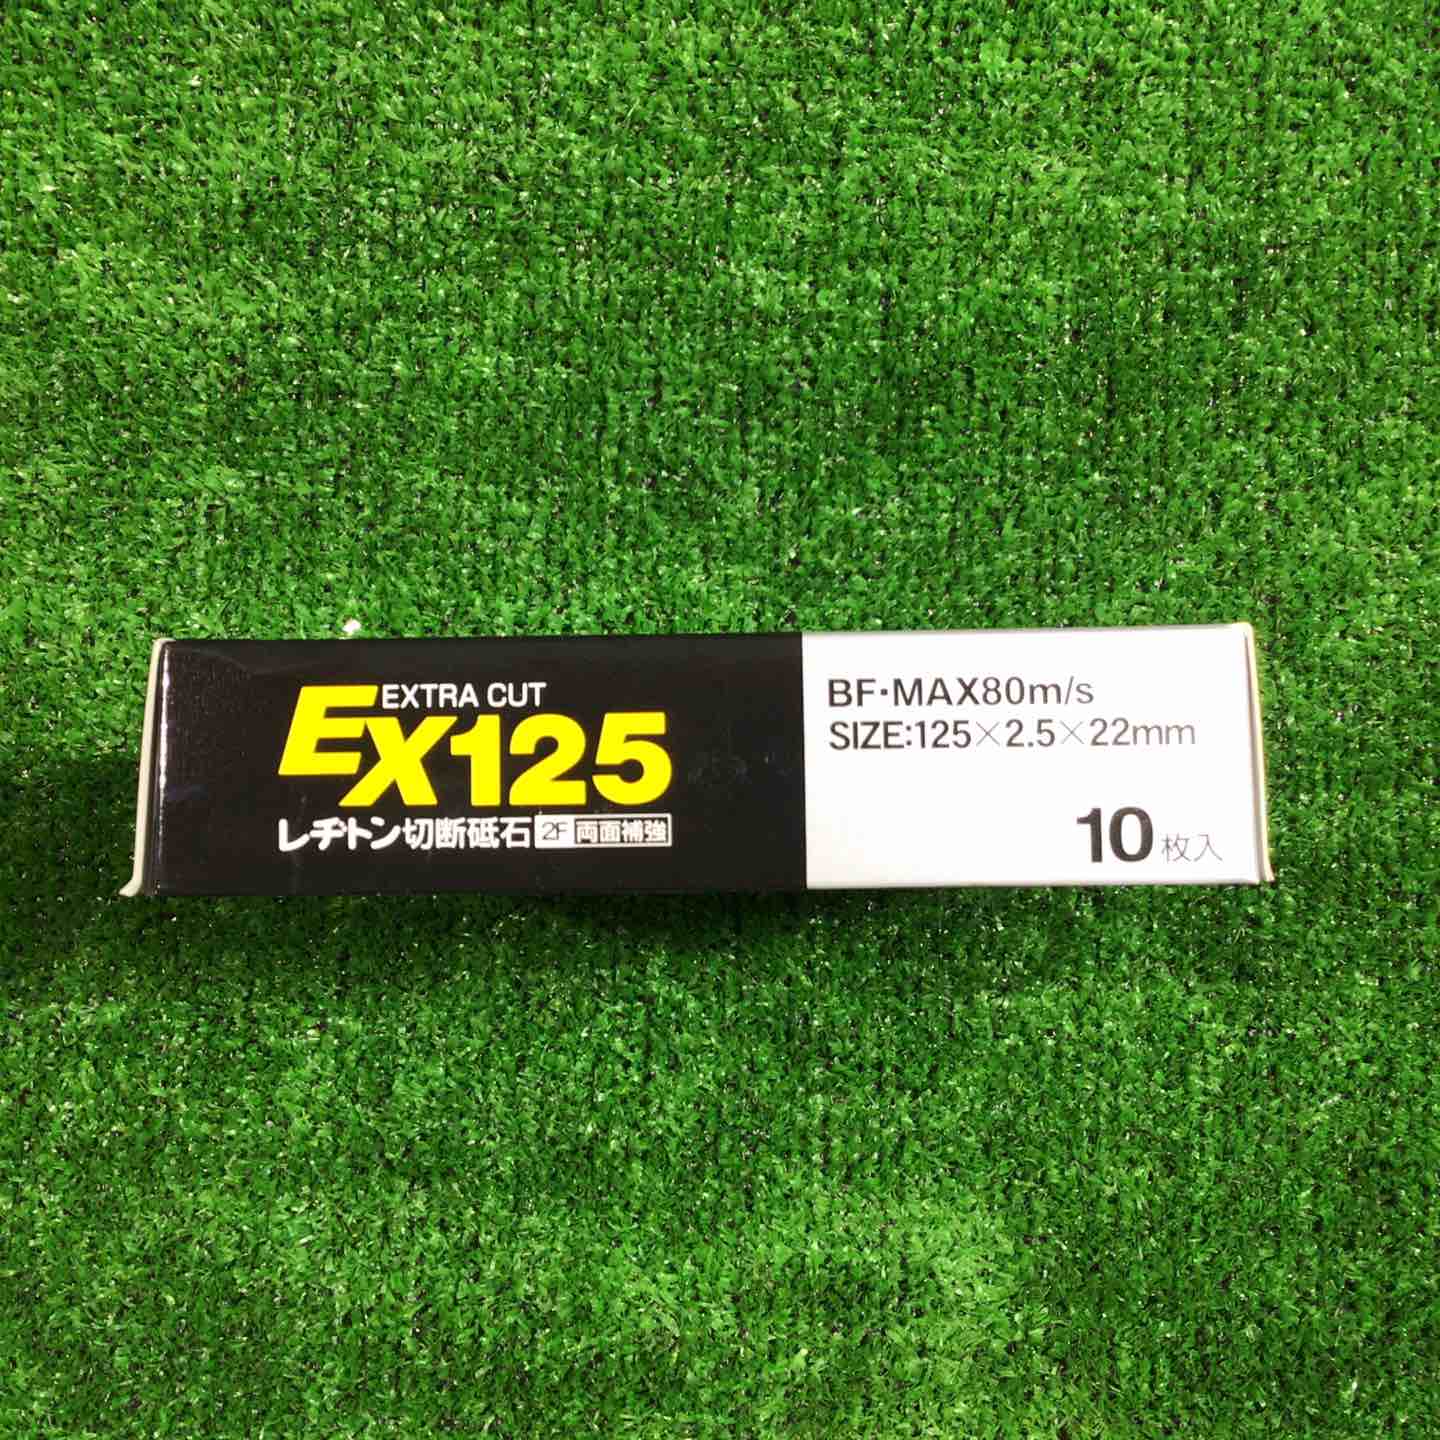 EXTRA CUT
EX125
レヂトン切断砥石 2F 両面補強
BF・MAX80m/s
SIZE:125×2.5×22mm
10枚入